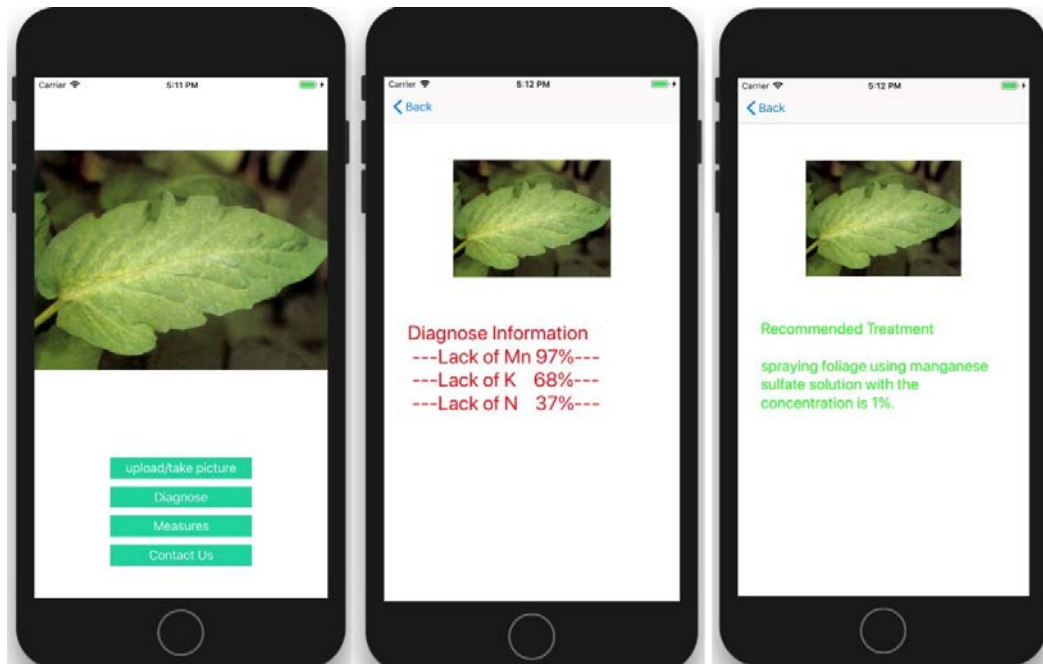 Carrier 5:11 PM
upload/take picture
Diagnose
Measures
Contact Us
Carrier 5:12 PM
Back
Diagnose Information
---Lack of Mn 97%---
---Lack of K 68%---
---Lack of N 37%---
Carrier 5:12 PM
Back
Recommended Treatment
spraying foliage using manganese
sulfate solution with the
concentration is 1%.